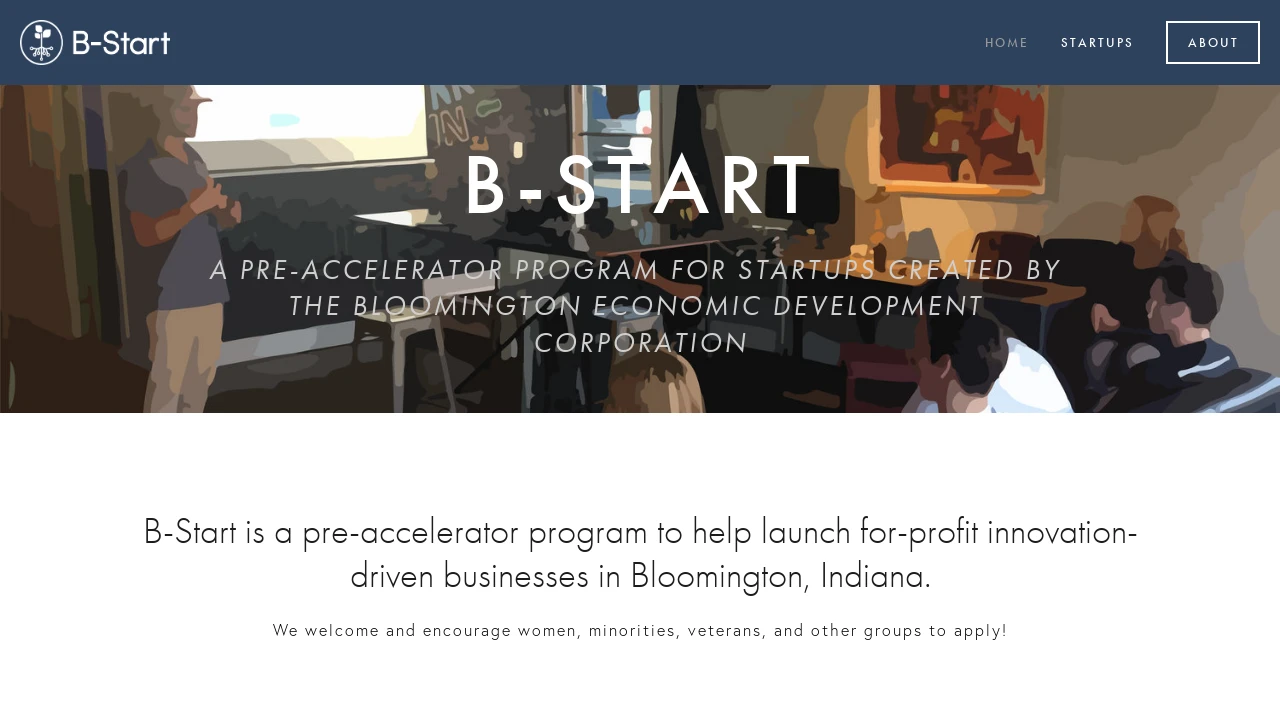 B-Start
HOME
STARTUPS
ABOUT
B-START
A PRE-ACCELERATOR PROGRAM FOR STARTUPS CREATED BY
THE BLOOMINGTON ECONOMIC DEVELOPMENT
CORPORATION
B-Start is a pre-accelerator program to help launch for-profit innovation-
driven businesses in Bloomington, Indiana.
We welcome and encourage women, minorities, veterans, and other groups to apply!